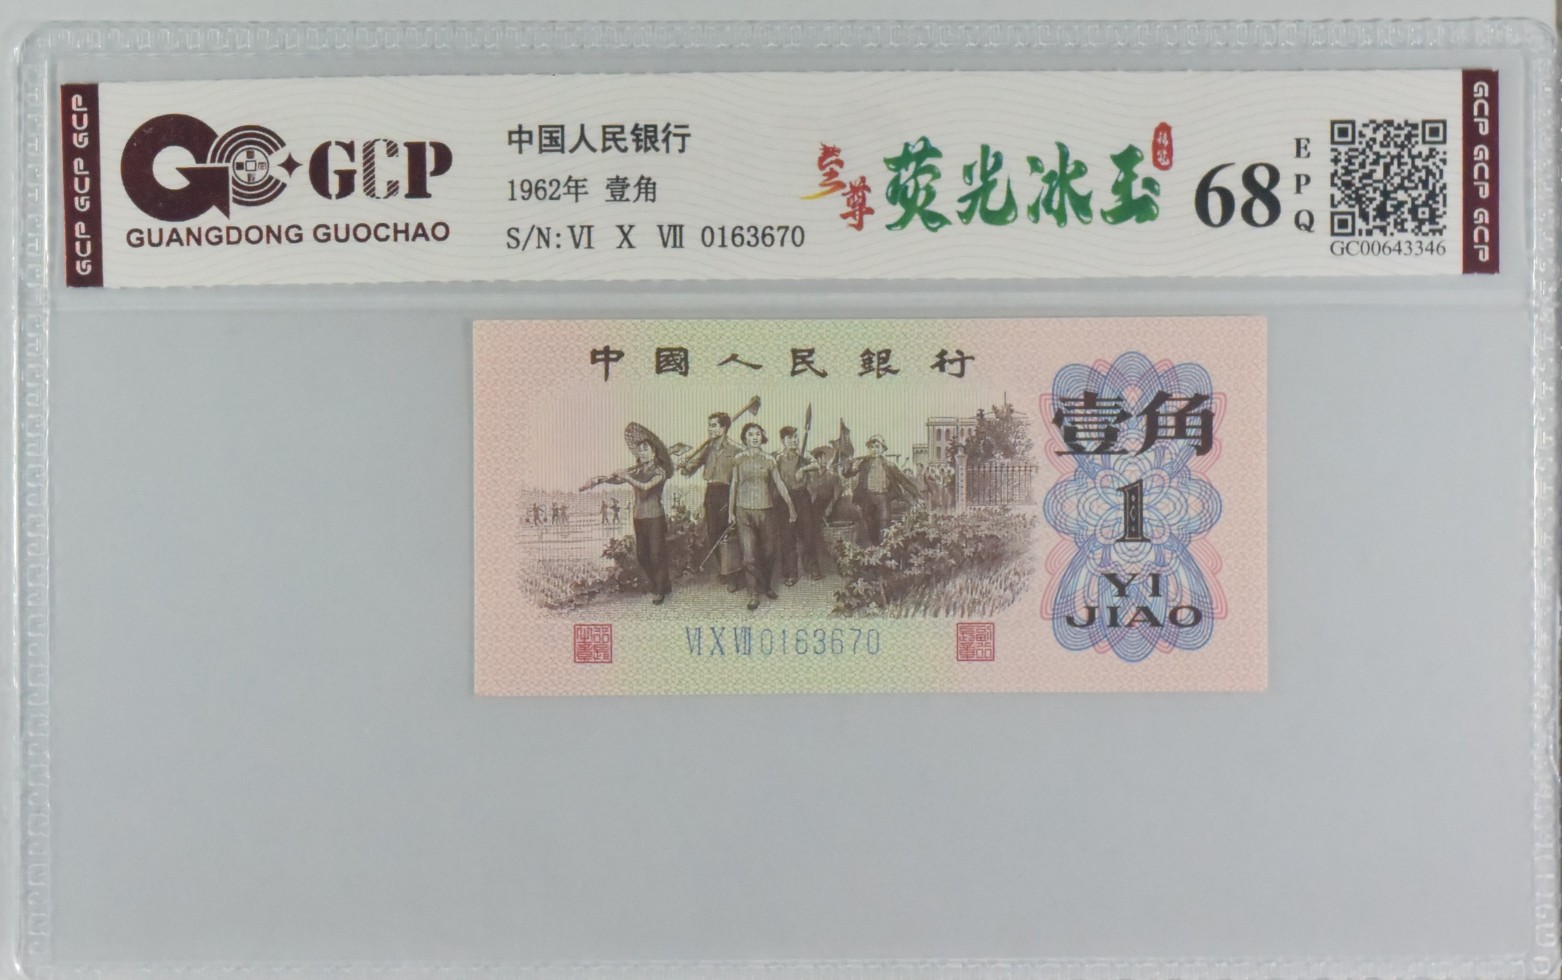 GCP GCP GCP
GCP
GUANGDONG GUOCHAO
中国人民银行
1962年 壹角
S/N: Ⅵ Ⅹ Ⅶ 0163670
至尊
荧光冰玉
68
EPQ
GC00643346
GCP GCP GCP
中國人民銀行
壹角
1
YI
JIAO
ⅥⅩⅦ0163670